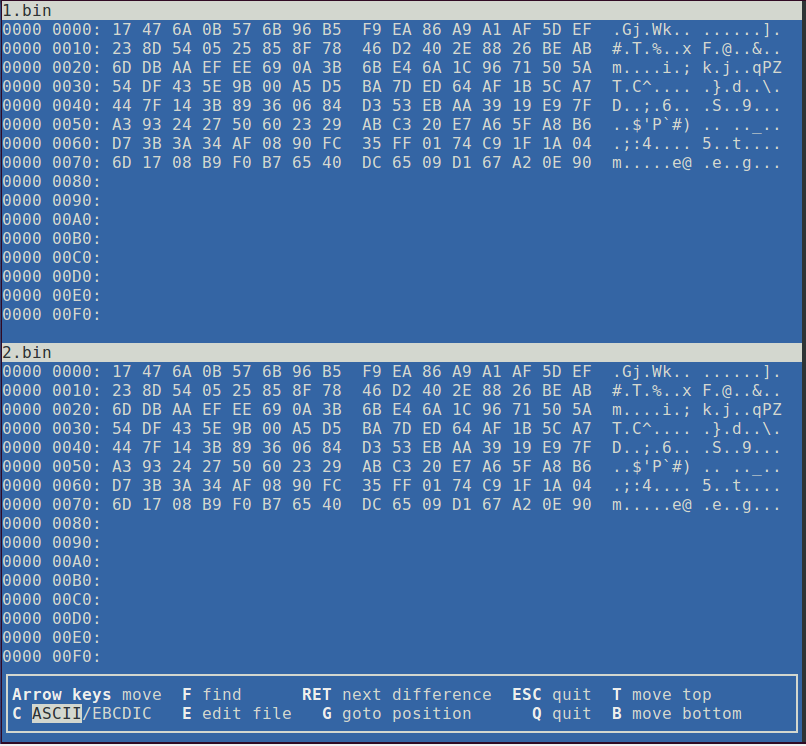 1.bin
0000 0000: 17 47 6A 0B 57 6B 96 B5  F9 EA 86 A9 A1 AF 5D EF  .Gj.Wk.. ......].
0000 0010: 23 8D 54 05 25 85 8F 78  46 D2 40 2E 88 26 BE AB  #.T.%..x F.@..&..
0000 0020: 6D DB AA EF EE 69 0A 3B  6B E4 6A 1C 96 71 50 5A  m....i.; k.j..qPZ
0000 0030: 54 DF 43 5E 9B 00 A5 D5  BA 7D ED 64 AF 1B 5C A7  T.C^.... .}.d..\.
0000 0040: 44 7F 14 3B 89 36 06 84  D3 53 EB AA 39 19 E9 7F  D..;.6.. .S..9...
0000 0050: A3 93 24 27 50 60 23 29  AB C3 20 E7 A6 5F A8 B6  ..$'P`#) .. .._..
0000 0060: D7 3B 3A 34 AF 08 90 FC  35 FF 01 74 C9 1F 1A 04  .;:4.... 5..t....
0000 0070: 6D 17 08 B9 F0 B7 65 40  DC 65 09 D1 67 A2 0E 90  m.....e@ .e..g...
0000 0080:
0000 0090:
0000 00A0:
0000 00B0:
0000 00C0:
0000 00D0:
0000 00E0:
0000 00F0:
2.bin
0000 0000: 17 47 6A 0B 57 6B 96 B5  F9 EA 86 A9 A1 AF 5D EF  .Gj.Wk.. ......].
0000 0010: 23 8D 54 05 25 85 8F 78  46 D2 40 2E 88 26 BE AB  #.T.%..x F.@..&..
0000 0020: 6D DB AA EF EE 69 0A 3B  6B E4 6A 1C 96 71 50 5A  m....i.; k.j..qPZ
0000 0030: 54 DF 43 5E 9B 00 A5 D5  BA 7D ED 64 AF 1B 5C A7  T.C^.... .}.d..\.
0000 0040: 44 7F 14 3B 89 36 06 84  D3 53 EB AA 39 19 E9 7F  D..;.6.. .S..9...
0000 0050: A3 93 24 27 50 60 23 29  AB C3 20 E7 A6 5F A8 B6  ..$'P`#) .. .._..
0000 0060: D7 3B 3A 34 AF 08 90 FC  35 FF 01 74 C9 1F 1A 04  .;:4.... 5..t....
0000 0070: 6D 17 08 B9 F0 B7 65 40  DC 65 09 D1 67 A2 0E 90  m.....e@ .e..g...
0000 0080:
0000 0090:
0000 00A0:
0000 00B0:
0000 00C0:
0000 00D0:
0000 00E0:
0000 00F0:
Arrow keys move  F find      RET next difference  ESC quit  T move top
C ASCII/EBCDIC   E edit file   G goto position      Q quit  B move bottom